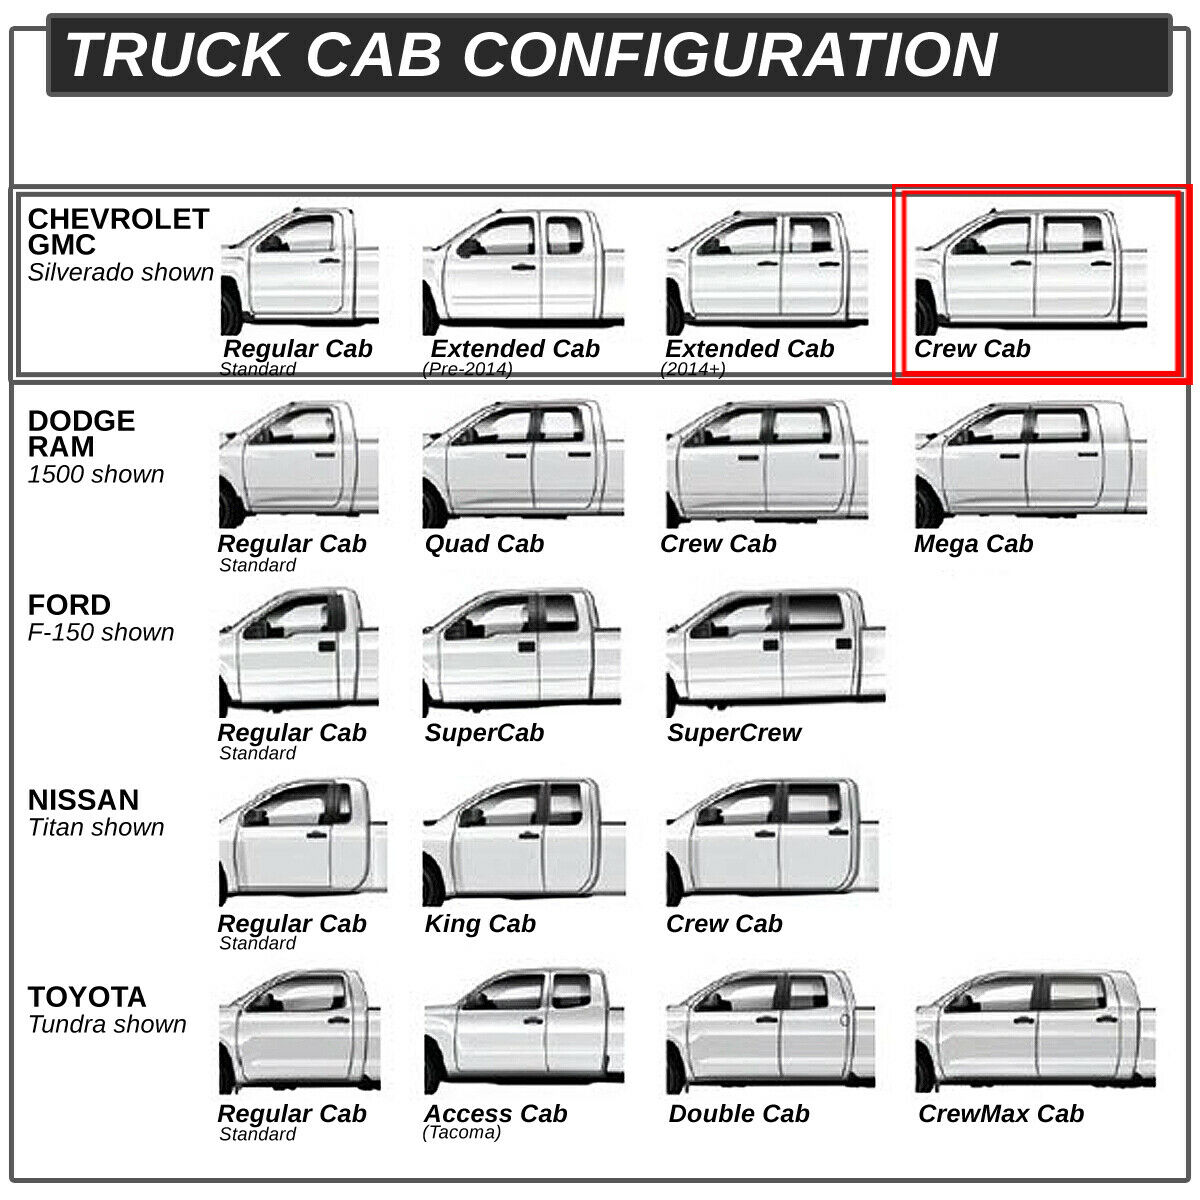 TRUCK CAB CONFIGURATION
CHEVROLET
GMC
Silverado shown
Regular Cab
Standard
Extended Cab
(Pre-2014)
Extended Cab
(2014+)
Crew Cab
DODGE
RAM
1500 shown
Regular Cab
Standard
Quad Cab
Crew Cab
Mega Cab
FORD
F-150 shown
Regular Cab
Standard
SuperCab
SuperCrew
NISSAN
Titan shown
Regular Cab
Standard
King Cab
Crew Cab
TOYOTA
Tundra shown
Regular Cab
Standard
Access Cab
(Tacoma)
Double Cab
CrewMax Cab